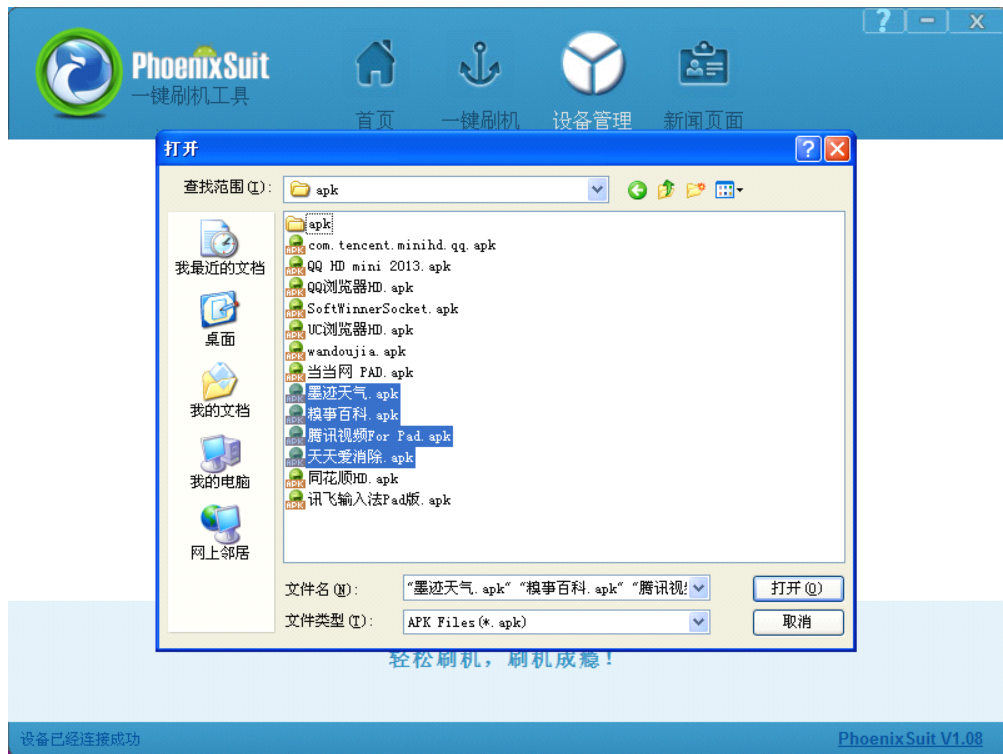 ? - X
PhoenixSuit
一键刷机工具
首页 一键刷机 设备管理 新闻页面
打开
查找范围(I): apk
我最近的文档
桌面
我的文档
我的电脑
网上邻居
apk
com.tencent.minihd.qq.apk
QQ HD mini 2013.apk
QQ浏览器HD.apk
SoftWinnerSocket.apk
UC浏览器HD.apk
wandoujia.apk
当当网 PAD.apk
墨迹天气.apk
糗事百科.apk
腾讯视频For Pad.apk
天天爱消除.apk
同花顺HD.apk
讯飞输入法Pad版.apk
文件名(N): "墨迹天气.apk" "糗事百科.apk" "腾讯视 打开(O)
文件类型(T): APK Files(*.apk) 取消
轻松刷机，刷机成瘾！
设备已经连接成功 PhoenixSuit V1.08